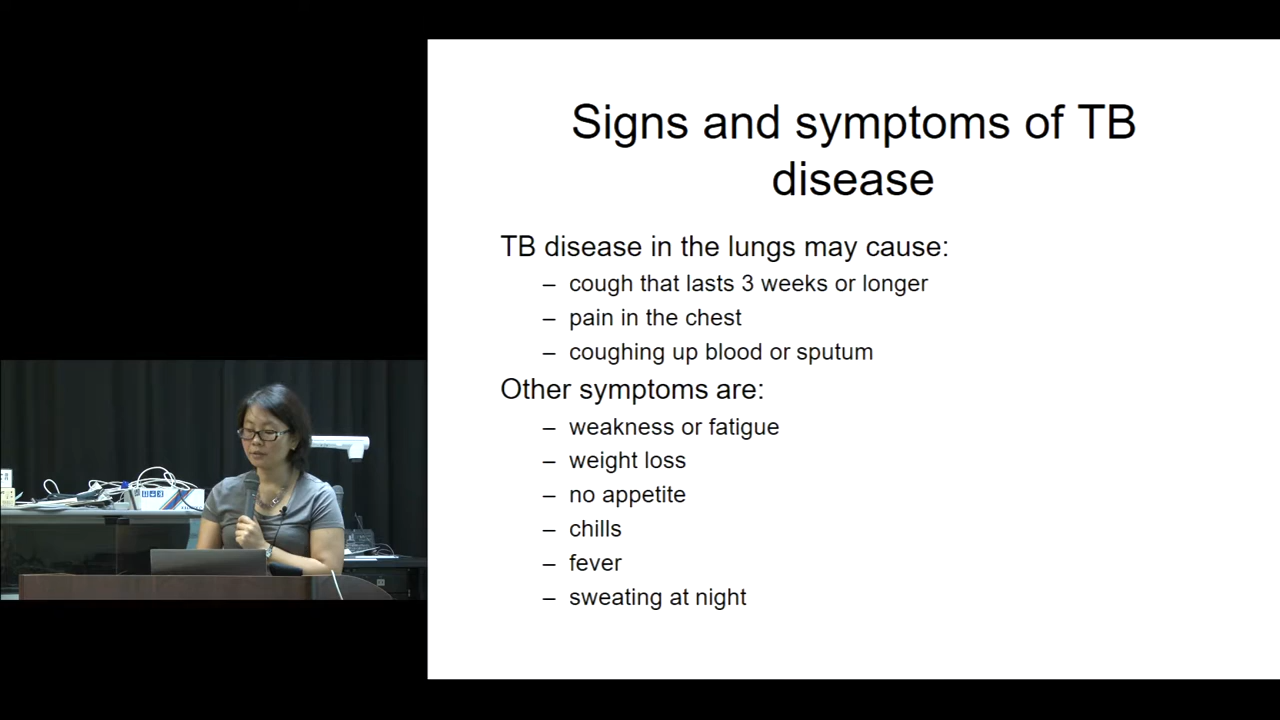 Signs and symptoms of TB
disease
TB disease in the lungs may cause:
– cough that lasts 3 weeks or longer
– pain in the chest
– coughing up blood or sputum
Other symptoms are:
– weakness or fatigue
– weight loss
– no appetite
– chills
– fever
– sweating at night